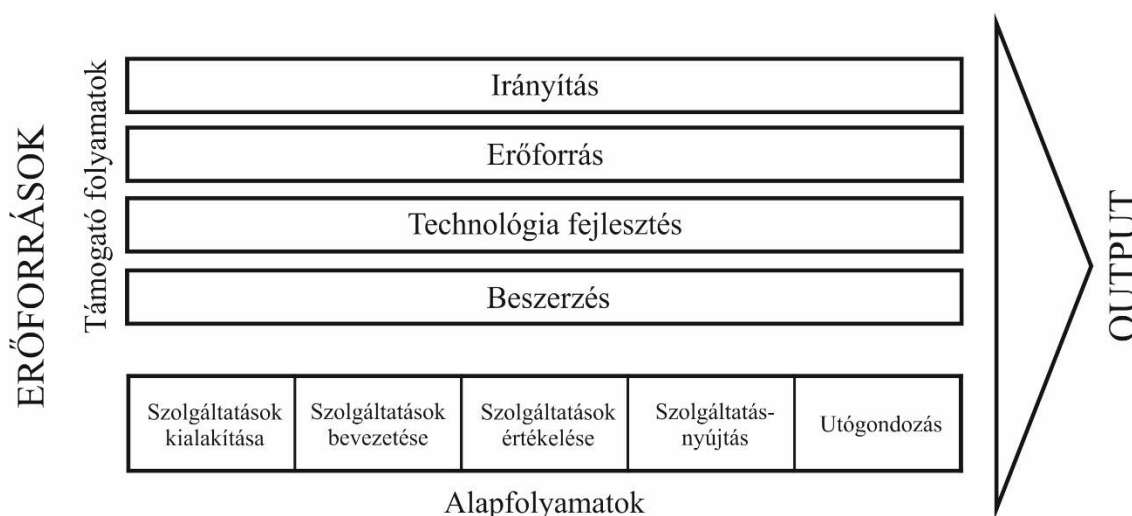 ERŐFORRÁSOK
Támogató folyamatok
Irányítás
Erőforrás
Technológia fejlesztés
Beszerzés
Szolgáltatások
kialakítása
Szolgáltatások
bevezetése
Szolgáltatások
értékelése
Szolgáltatás-
nyújtás
Utógondozás
Alapfolyamatok
OUTPUT